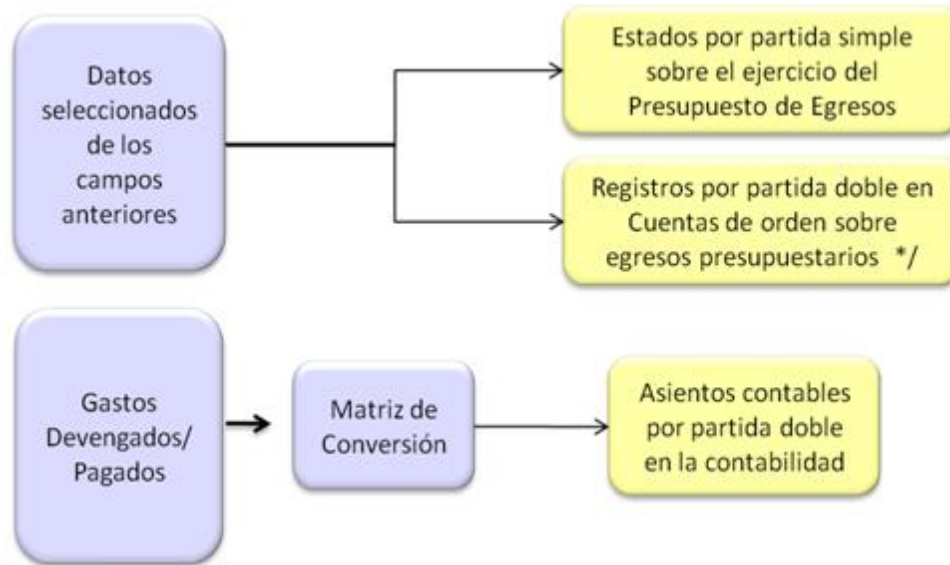 Datos
seleccionados
de los
campos
anteriores
Estados por partida simple
sobre el ejercicio del
Presupuesto de Egresos
Registros por partida doble en
Cuentas de orden sobre
egresos presupuestarios */
Gastos
Devengados/
Pagados
Matriz de
Conversión
Asientos contables
por partida doble
en la contabilidad